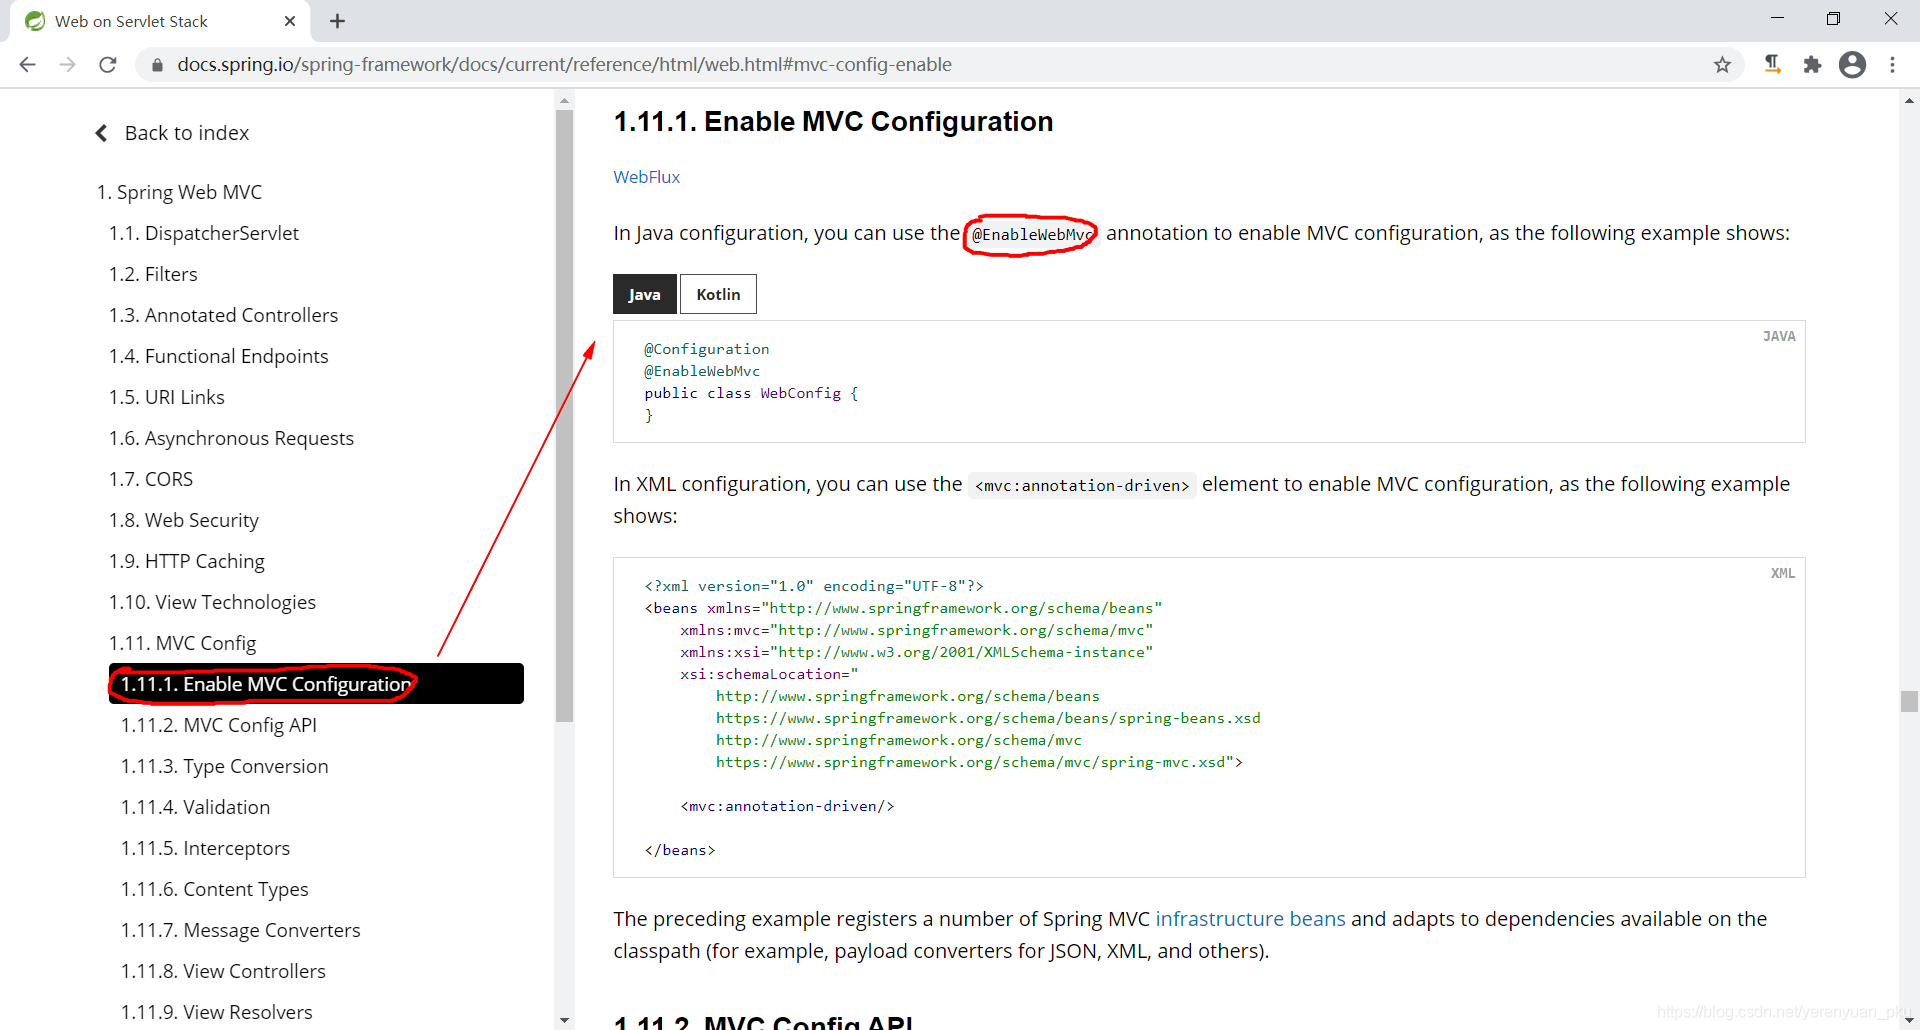 Web on Servlet Stack
docs.spring.io/spring-framework/docs/current/reference/html/web.html#mvc-config-enable
Back to index
1. Spring Web MVC
1.1. DispatcherServlet
1.2. Filters
1.3. Annotated Controllers
1.4. Functional Endpoints
1.5. URI Links
1.6. Asynchronous Requests
1.7. CORS
1.8. Web Security
1.9. HTTP Caching
1.10. View Technologies
1.11. MVC Config
1.11.1. Enable MVC Configuration
1.11.2. MVC Config API
1.11.3. Type Conversion
1.11.4. Validation
1.11.5. Interceptors
1.11.6. Content Types
1.11.7. Message Converters
1.11.8. View Controllers
1.11.9. View Resolvers
1.11.1. Enable MVC Configuration
WebFlux
In Java configuration, you can use the @EnableWebMvc annotation to enable MVC configuration, as the following example shows:
Java Kotlin
JAVA
@Configuration
@EnableWebMvc
public class WebConfig {
}
In XML configuration, you can use the <mvc:annotation-driven> element to enable MVC configuration, as the following example
shows:
XML
<?xml version="1.0" encoding="UTF-8"?>
<beans xmlns="http://www.springframework.org/schema/beans"
xmlns:mvc="http://www.springframework.org/schema/mvc"
xmlns:xsi="http://www.w3.org/2001/XMLSchema-instance"
xsi:schemaLocation="
http://www.springframework.org/schema/beans
https://www.springframework.org/schema/beans/spring-beans.xsd
http://www.springframework.org/schema/mvc
https://www.springframework.org/schema/mvc/spring-mvc.xsd">
<mvc:annotation-driven/>
</beans>
The preceding example registers a number of Spring MVC infrastructure beans and adapts to dependencies available on the
classpath (for example, payload converters for JSON, XML, and others).
1.11.2. MVC Config API
https://blog.csdn.net/yerenyuan_pku